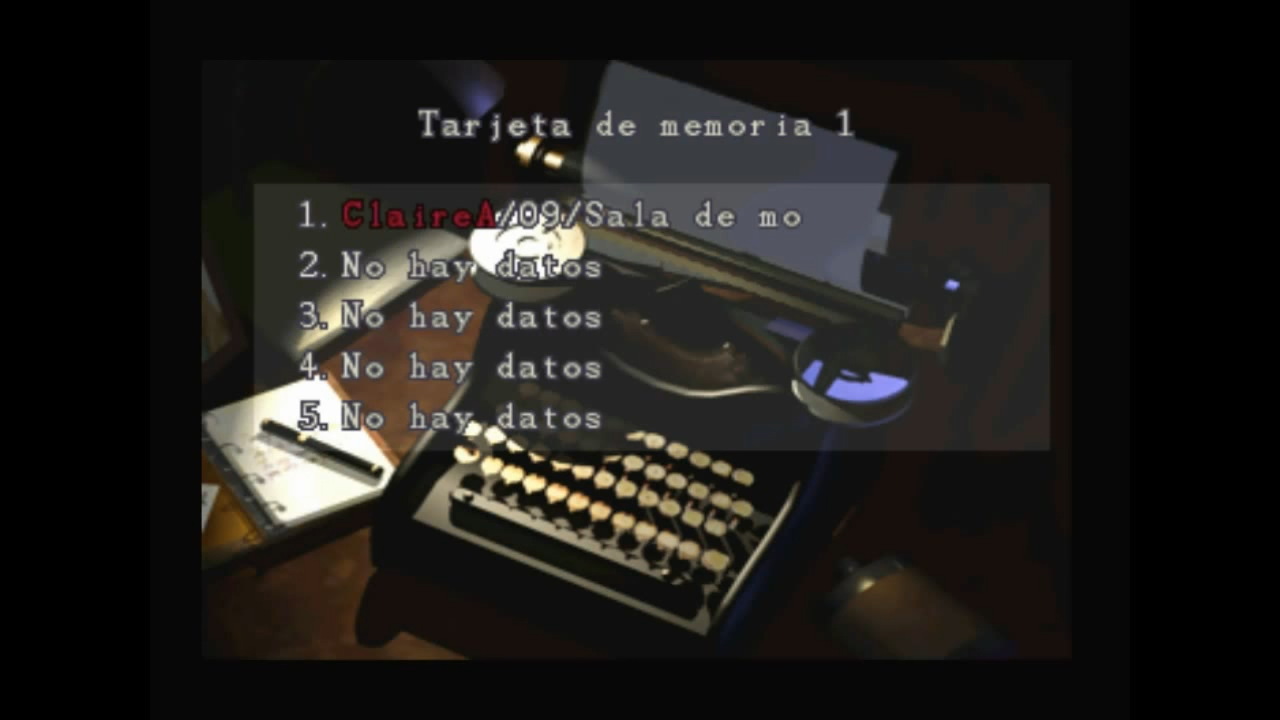 Tarjeta de memoria 1
1. ClaireA/09/Sala de mo
2. No hay datos
3. No hay datos
4. No hay datos
5. No hay datos